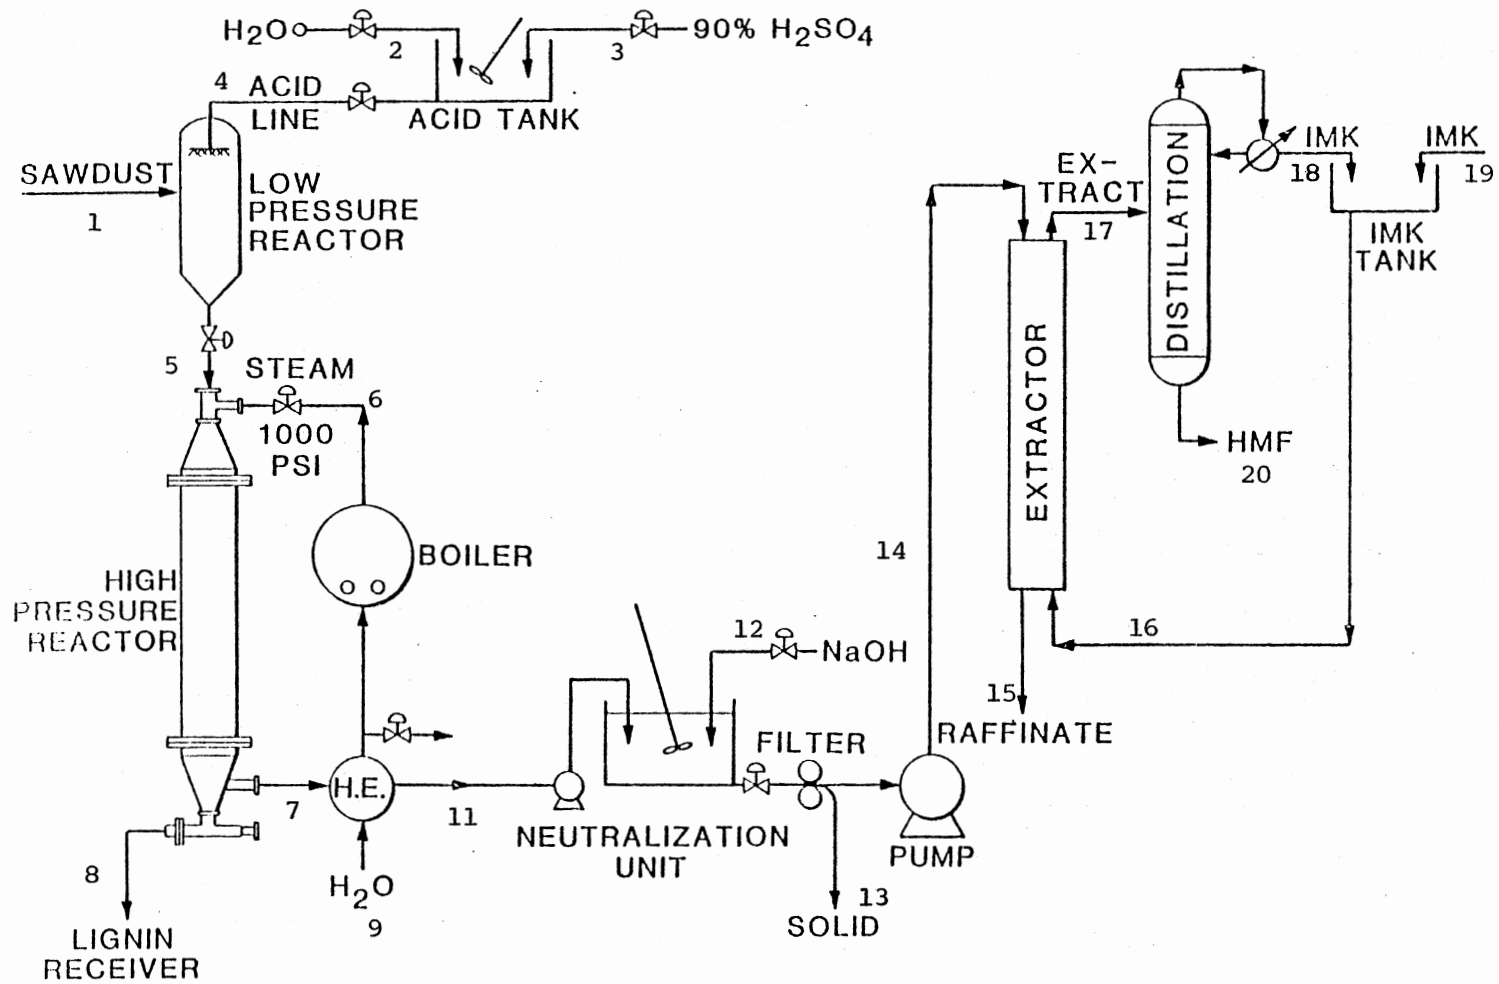 H2O
2
3
90% H2SO4
4
ACID
LINE
ACID TANK
SAWDUST
1
LOW
PRESSURE
REACTOR
EX-
TRACT
17
IMK
18
IMK
19
IMK
TANK
DISTILLATION
5
STEAM
6
1000
PSI
EXTRACTOR
HMF
20
BOILER
14
HIGH
PRESSURE
REACTOR
12
NaOH
16
15
RAFFINATE
FILTER
H.E.
7
11
NEUTRALIZATION
UNIT
PUMP
8
H2O
9
13
SOLID
LIGNIN
RECEIVER